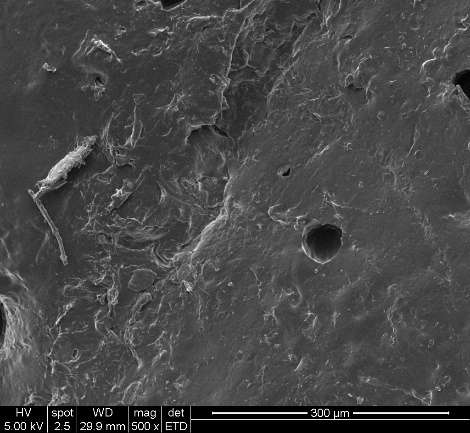 HV spot WD mag det
5.00 kV 2.5 29.9 mm 500 x ETD 300 µm